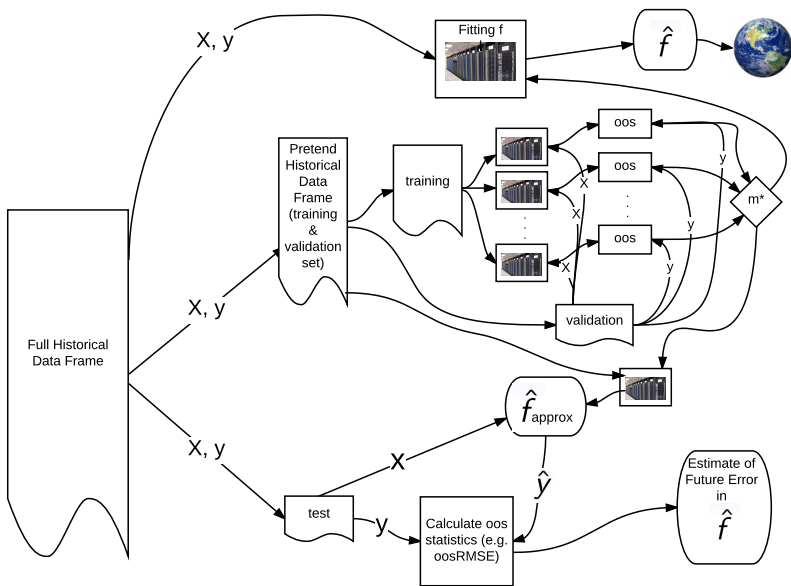 X, y
Fitting f
f̂
Pretend
Historical
Data
Frame
(training
&
validation
set)
training
oos
oos
oos
.
.
.
.
.
.
.
X
X
X
y
y
y
m*
validation
X, y
Full Historical
Data Frame
X, y
f̂ approx
X
ŷ
test
y
Calculate oos
statistics (e.g.
oosRMSE)
Estimate of
Future Error
in
f̂